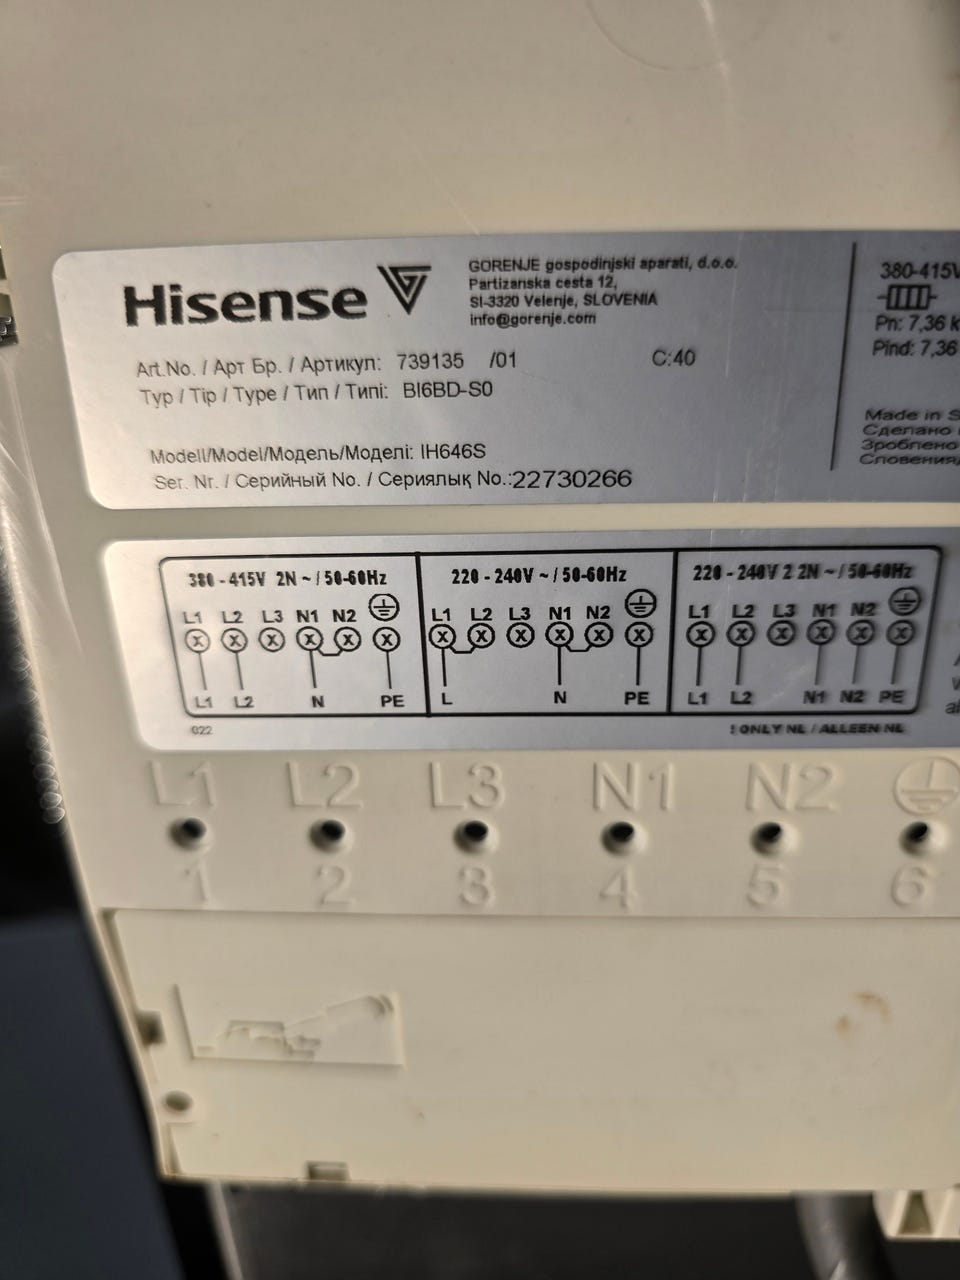 Hisense
GORENJE gospodinjski aparati, d.o.o.
Partizanska cesta 12,
SI-3320 Velenje, SLOVENIA
info@gorenje.com
Art.No. / Арт Бр. / Артикул: 739135 /01 C:40
Typ / Tip / Type / Тип / Типі: BI6BD-S0
Modell/Model/Модель/Моделі: IH646S
Ser. Nr. / Серийный No. / Сериялық No.:22730266
380-415V
Pn: 7,36 k
Pind: 7,36
Made in S
Сделано
Зроблено
Словения
380 - 415V 2N ~ / 50-60Hz
L1 L2 L3 N1 N2
L1 L2 N PE
220 - 240V ~ / 50-60Hz
L1 L2 L3 N1 N2
L N PE
220 - 240V 2 2N ~ / 50-60Hz
L1 L2 L3 N1 N2
L1 L2 N1 N2 PE
022
! ONLY NL / ALLEEN NL
L1 L2 L3 N1 N2
1 2 3 4 5 6